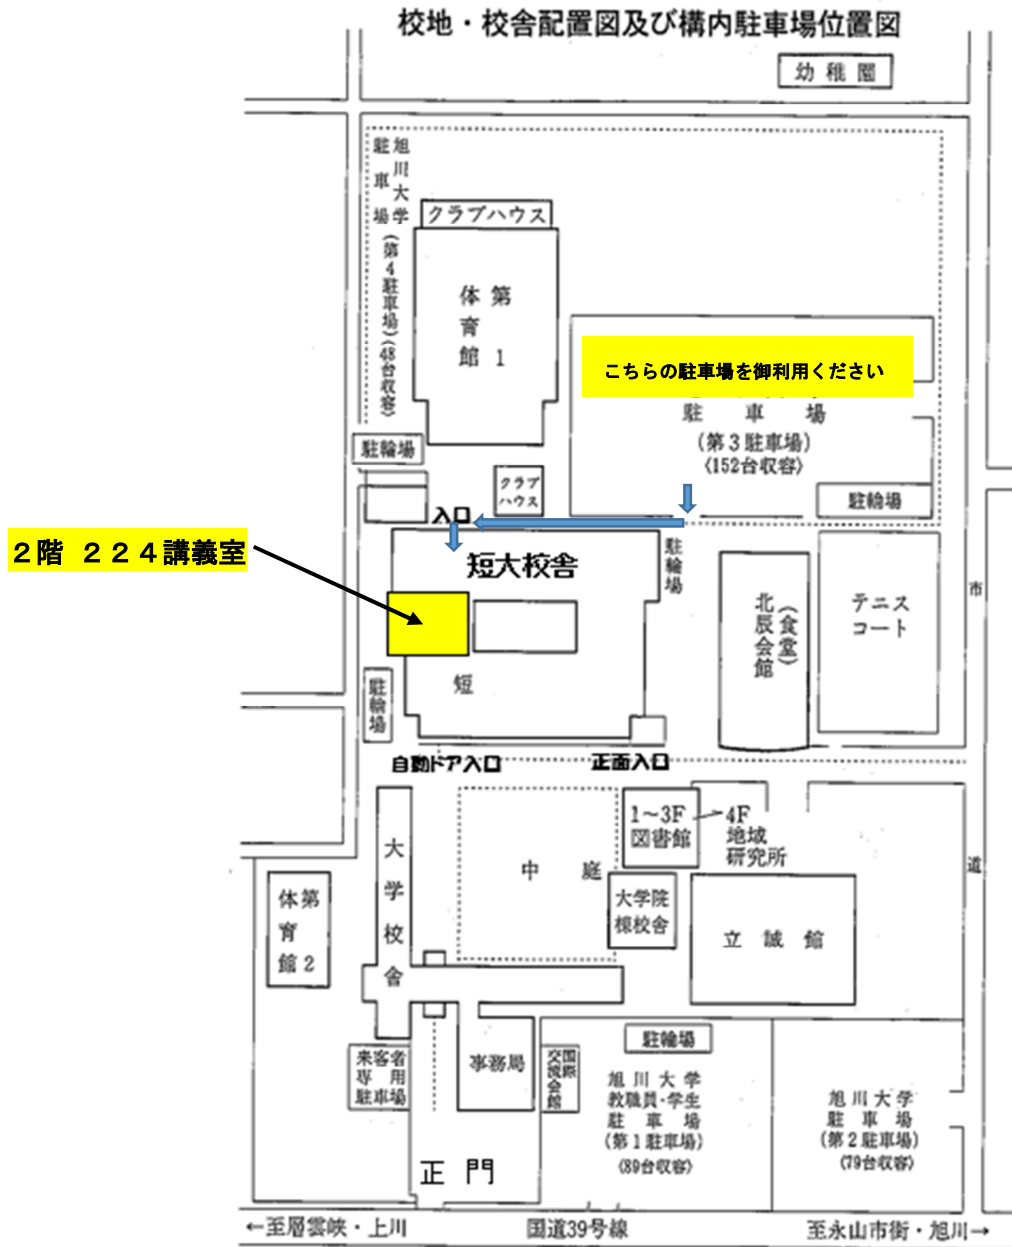 校地・校舎配置図及び構内駐車場位置図
幼稚園
旭川大学
駐車場
(第4駐車場)(48台収容)
クラブハウス
第1
体育館
こちらの駐車場を御利用ください
駐車場
(第3駐車場)
(152台収容)
駐輪場
クラブ
ハウス
駐輪場
入口
2階 224講義室
短大校舎
駐輪場
北辰会館
(食堂)
テニス
コート
市
短
駐輪場
自動ドア入口
正面入口
1~3F
図書館
4F
地域
研究所
道
大学校舎
中庭
第2
体育館
大学院
棟校舎
立誠館
来客者
専用
駐車場
事務局
国際
交流会館
駐輪場
旭川大学
教職員・学生
駐車場
(第1駐車場)
(89台収容)
旭川大学
駐車場
(第2駐車場)
(79台収容)
正門
←至層雲峡・上川
国道39号線
至永山市街・旭川→